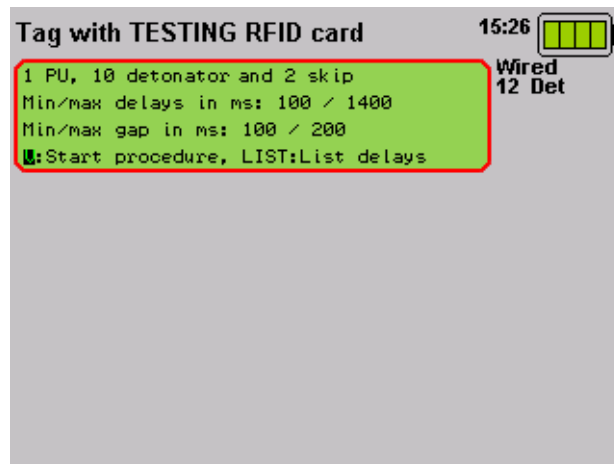 Tag with TESTING RFID card
15:26
Wired
12 Det
1 PU, 10 detonator and 2 skip
Min/max delays in ms: 100 / 1400
Min/max gap in ms: 100 / 200
:Start procedure, LIST:List delays